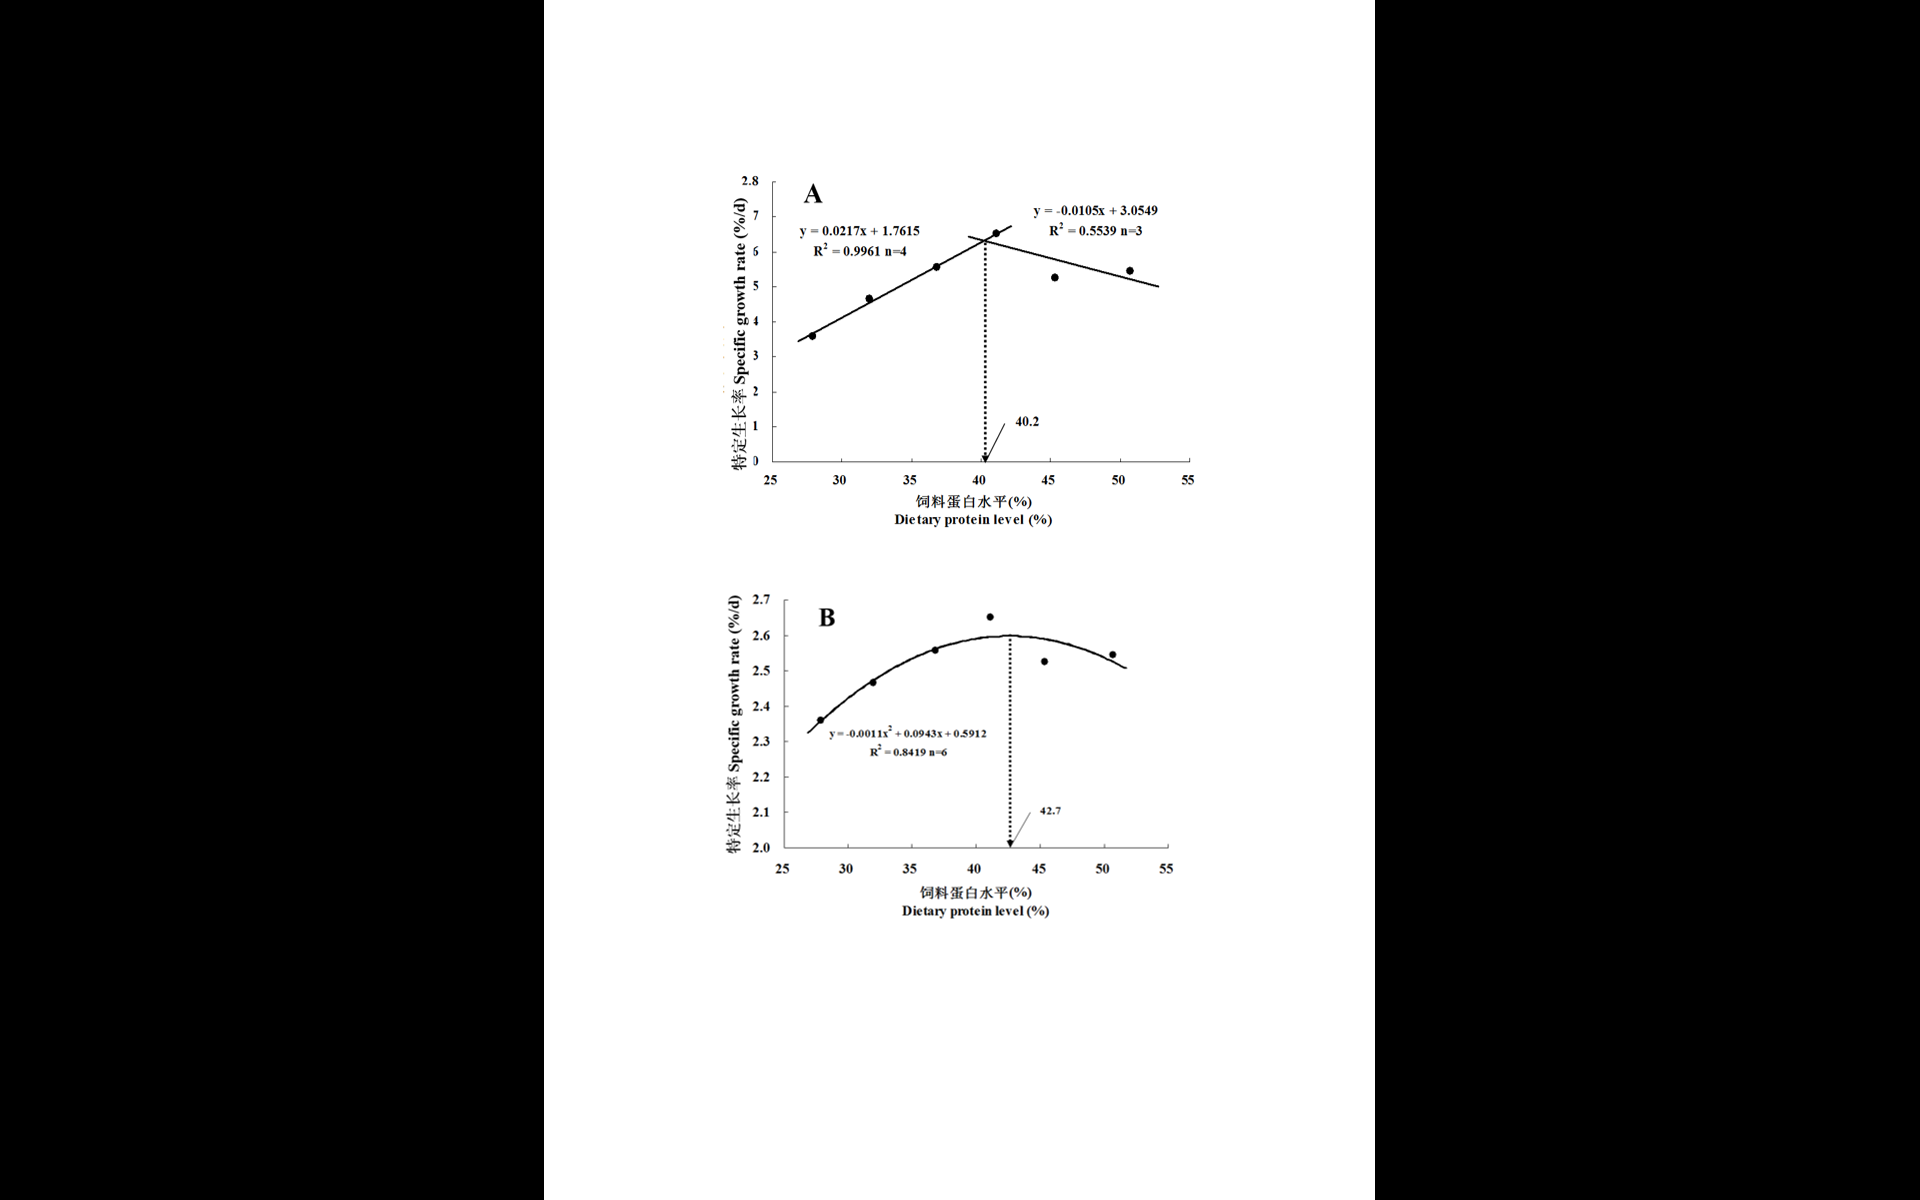 A
2.8
7
6
5
4
3
2
1
0
特定生长率 Specific growth rate (%/d)
y = 0.0217x + 1.7615
R² = 0.9961 n=4
y = -0.0105x + 3.0549
R² = 0.5539 n=3
40.2
25 30 35 40 45 50 55
饲料蛋白水平(%)
Dietary protein level (%)
B
2.7
2.6
2.5
2.4
2.3
2.2
2.1
2.0
特定生长率 Specific growth rate (%/d)
y = -0.0011x² + 0.0943x + 0.5912
R² = 0.8419 n=6
42.7
25 30 35 40 45 50 55
饲料蛋白水平(%)
Dietary protein level (%)